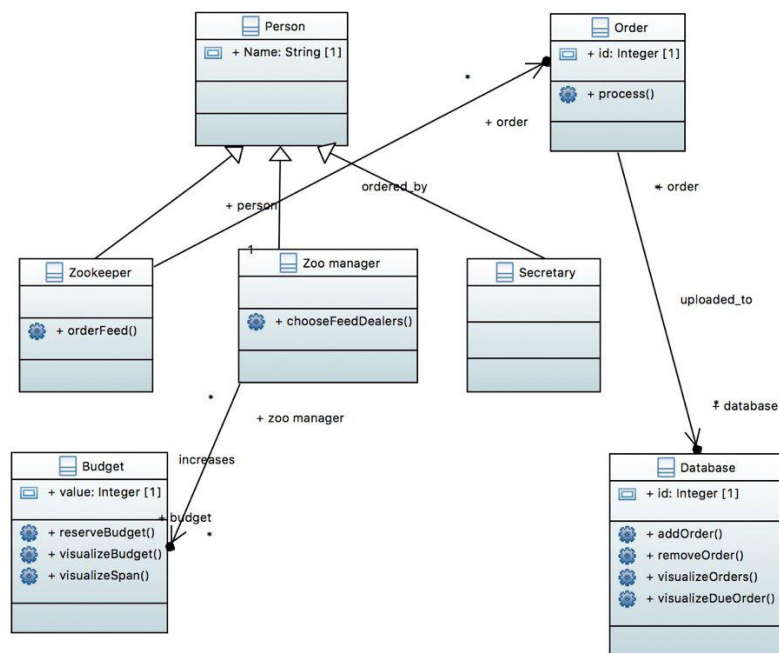 Person
+ Name: String [1]
Order
+ id: Integer [1]
+ process()
*
+ order
ordered_by
+ person
1
* + order
Zookeeper
+ orderFeed()
Zoo manager
+ chooseFeedDealers()
Secretary
uploaded_to
*
+ zoo manager
* + database
increases
Budget
+ value: Integer [1]
+ reserveBudget()
+ visualizeBudget()
+ visualizeSpan()
+ budget
*
Database
+ id: Integer [1]
+ addOrder()
+ removeOrder()
+ visualizeOrders()
+ visualizeDueOrder()